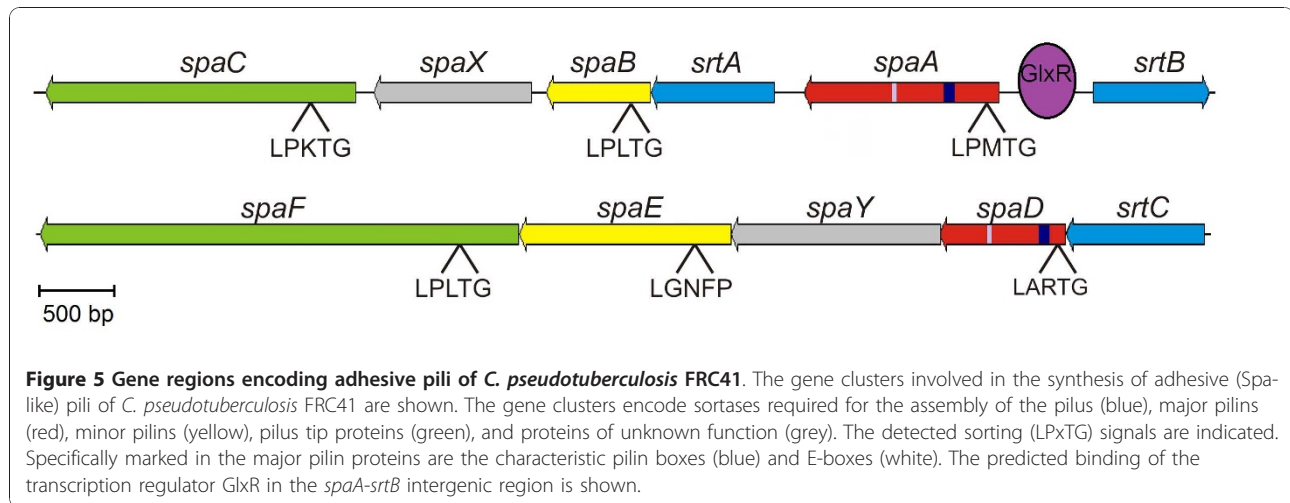 spaC spaX spaB srtA spaA GlxR srtB
LPKTG LPLTG LPMTG
spaF spaE spaY spaD srtC
LPLTG LGNFP LARTG
500 bp
Figure 5 Gene regions encoding adhesive pili of C. pseudotuberculosis FRC41. The gene clusters involved in the synthesis of adhesive (Spa-
like) pili of C. pseudotuberculosis FRC41 are shown. The gene clusters encode sortases required for the assembly of the pilus (blue), major pilins
(red), minor pilins (yellow), pilus tip proteins (green), and proteins of unknown function (grey). The detected sorting (LPxTG) signals are indicated.
Specifically marked in the major pilin proteins are the characteristic pilin boxes (blue) and E-boxes (white). The predicted binding of the
transcription regulator GlxR in the spaA-srtB intergenic region is shown.